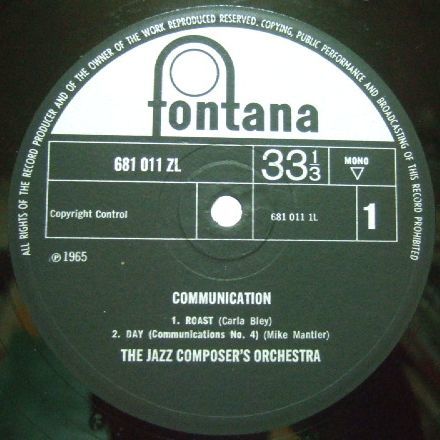 ALL RIGHTS OF THE RECORD PRODUCER AND OF THE OWNER OF THE WORK REPRODUCED RESERVED. COPYING, PUBLIC PERFORMANCE AND BROADCASTING OF THIS RECORD PROHIBITED
fontana
681 011 ZL
33 1/3
MONO
Copyright Control
681 011 1L
1
℗ 1965
COMMUNICATION
1. ROAST (Carla Bley)
2. DAY (Communications No. 4) (Mike Mantler)
THE JAZZ COMPOSER'S ORCHESTRA